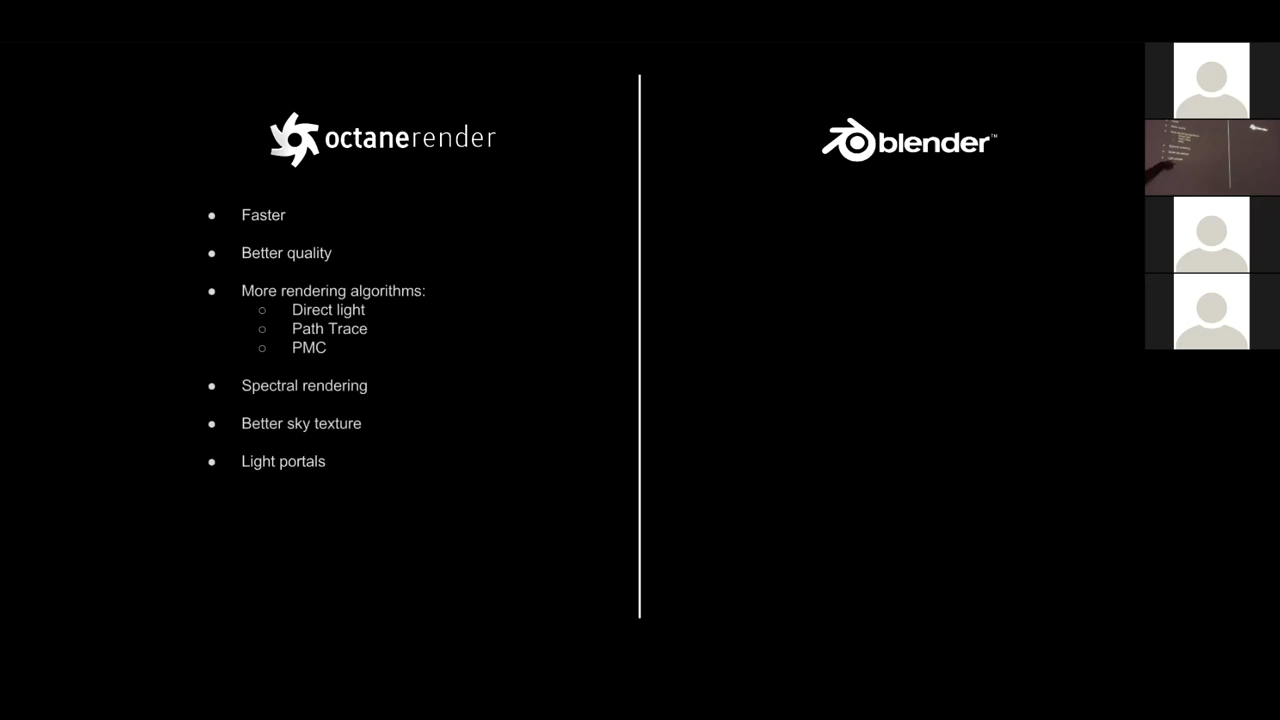 octanerender
Faster
Better quality
More rendering algorithms:
Direct light
Path Trace
PMC
Spectral rendering
Better sky texture
Light portals
blender™